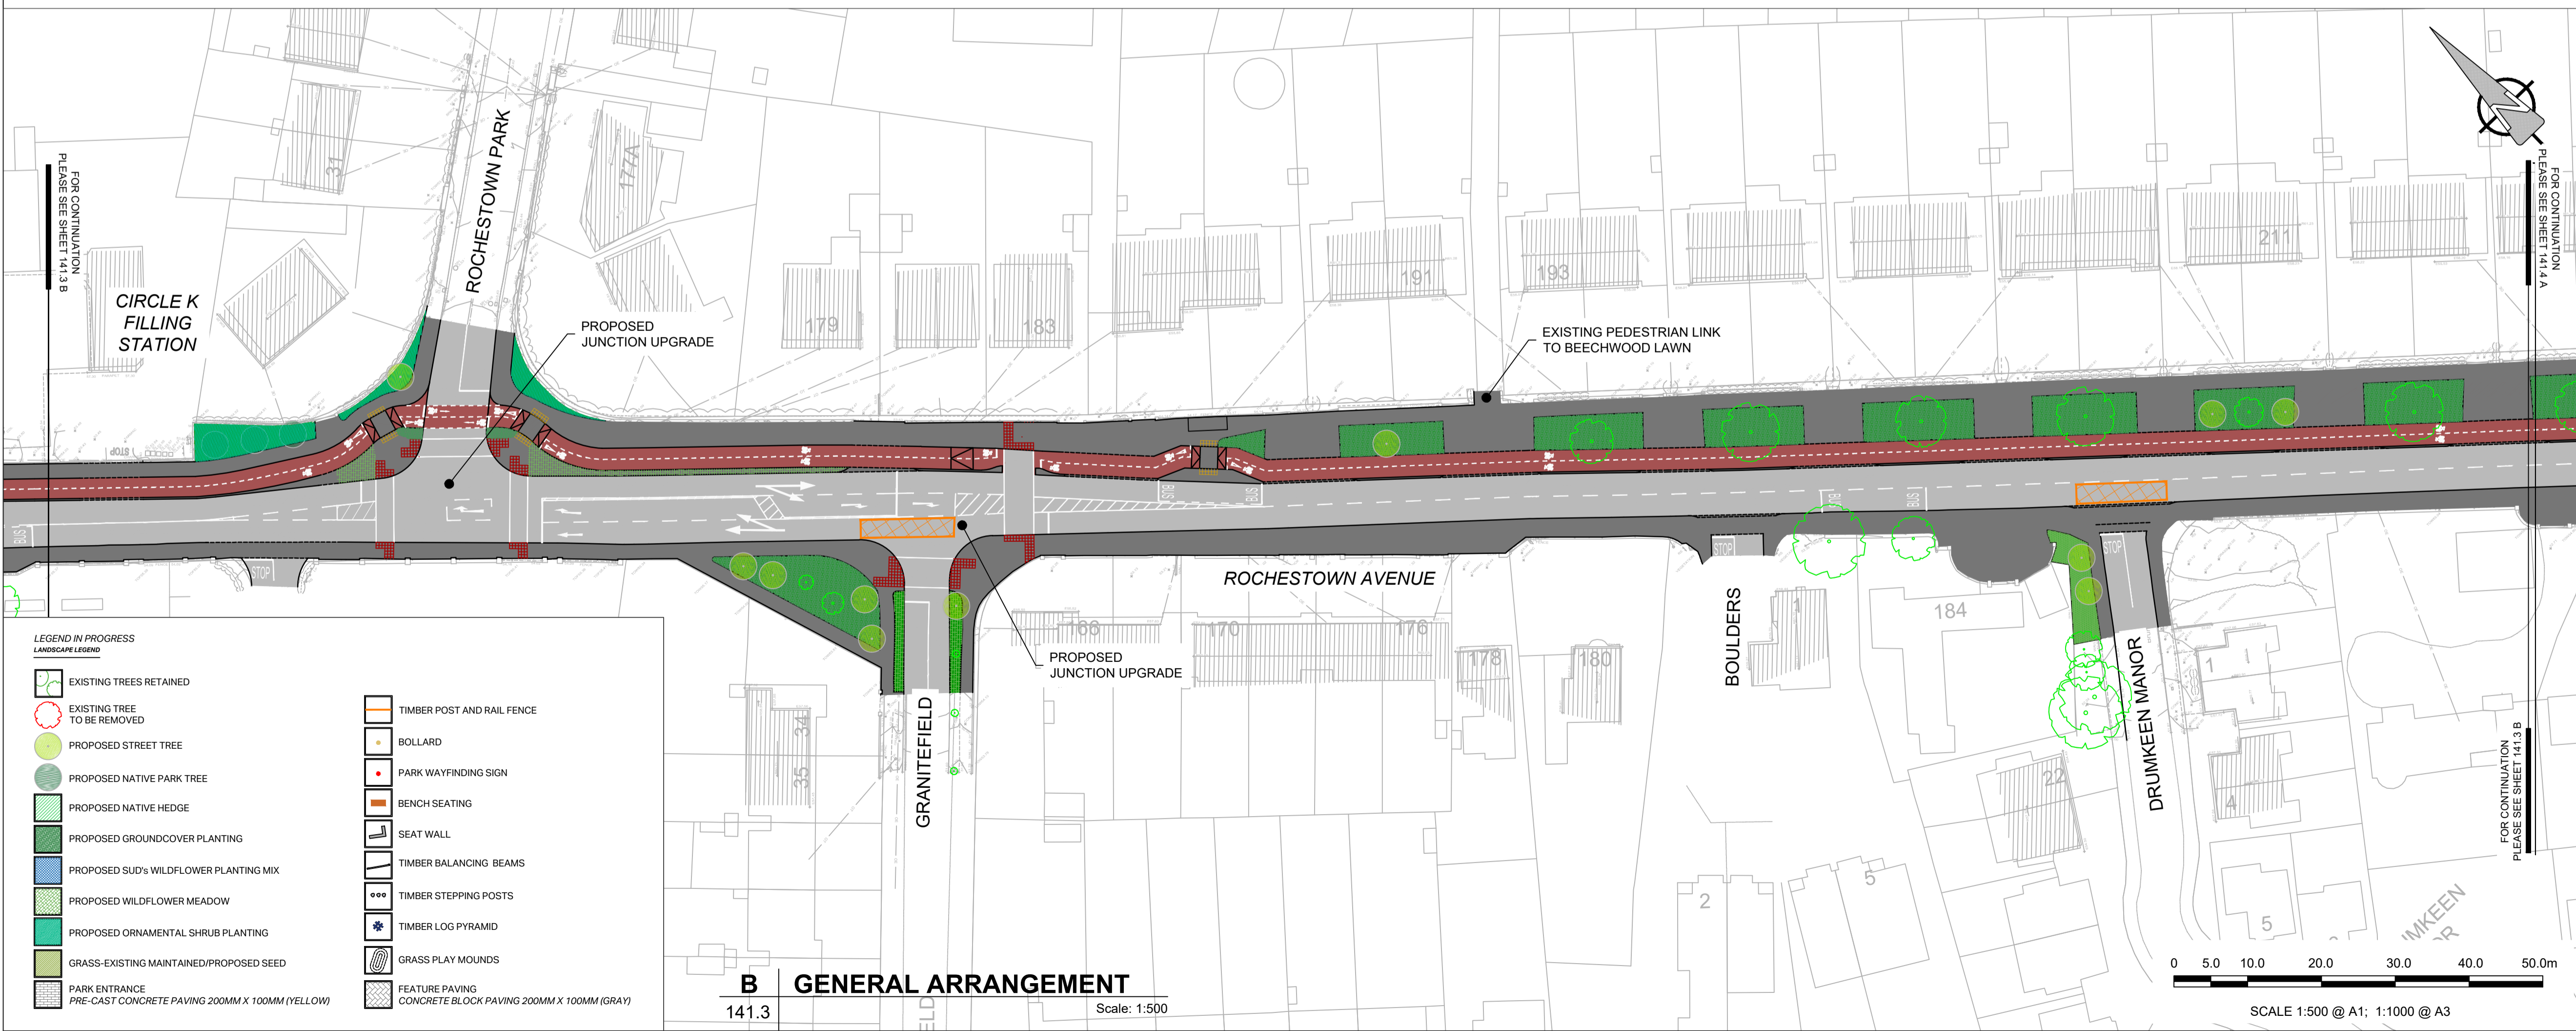 FOR CONTINUATION
PLEASE SEE SHEET 141.3 B
CIRCLE K
FILLING
STATION
31
ROCHESTOWN PARK
177A
PROPOSED
JUNCTION UPGRADE
179
183
191
193
211
EXISTING PEDESTRIAN LINK
TO BEECHWOOD LAWN
FOR CONTINUATION
PLEASE SEE SHEET 141.4 A
STOP
BUS
STOP
BUS
BUS
BUS
BUS
STOP
STOP
ROCHESTOWN AVENUE
166
170
176
178
180
PROPOSED
JUNCTION UPGRADE
34
35
GRANITEFIELD
BOULDERS
1
184
2
5
22
DRUMKEEN MANOR
1
4
5
FOR CONTINUATION
PLEASE SEE SHEET 141.3 B
LEGEND IN PROGRESS
LANDSCAPE LEGEND
EXISTING TREES RETAINED
EXISTING TREE
TO BE REMOVED
PROPOSED STREET TREE
PROPOSED NATIVE PARK TREE
PROPOSED NATIVE HEDGE
PROPOSED GROUNDCOVER PLANTING
PROPOSED SUD's WILDFLOWER PLANTING MIX
PROPOSED WILDFLOWER MEADOW
PROPOSED ORNAMENTAL SHRUB PLANTING
GRASS-EXISTING MAINTAINED/PROPOSED SEED
PARK ENTRANCE
PRE-CAST CONCRETE PAVING 200MM X 100MM (YELLOW)
TIMBER POST AND RAIL FENCE
BOLLARD
PARK WAYFINDING SIGN
BENCH SEATING
SEAT WALL
TIMBER BALANCING BEAMS
TIMBER STEPPING POSTS
TIMBER LOG PYRAMID
GRASS PLAY MOUNDS
FEATURE PAVING
CONCRETE BLOCK PAVING 200MM X 100MM (GRAY)
B GENERAL ARRANGEMENT
141.3
Scale: 1:500
0 5.0 10.0 20.0 30.0 40.0 50.0m
SCALE 1:500 @ A1; 1:1000 @ A3